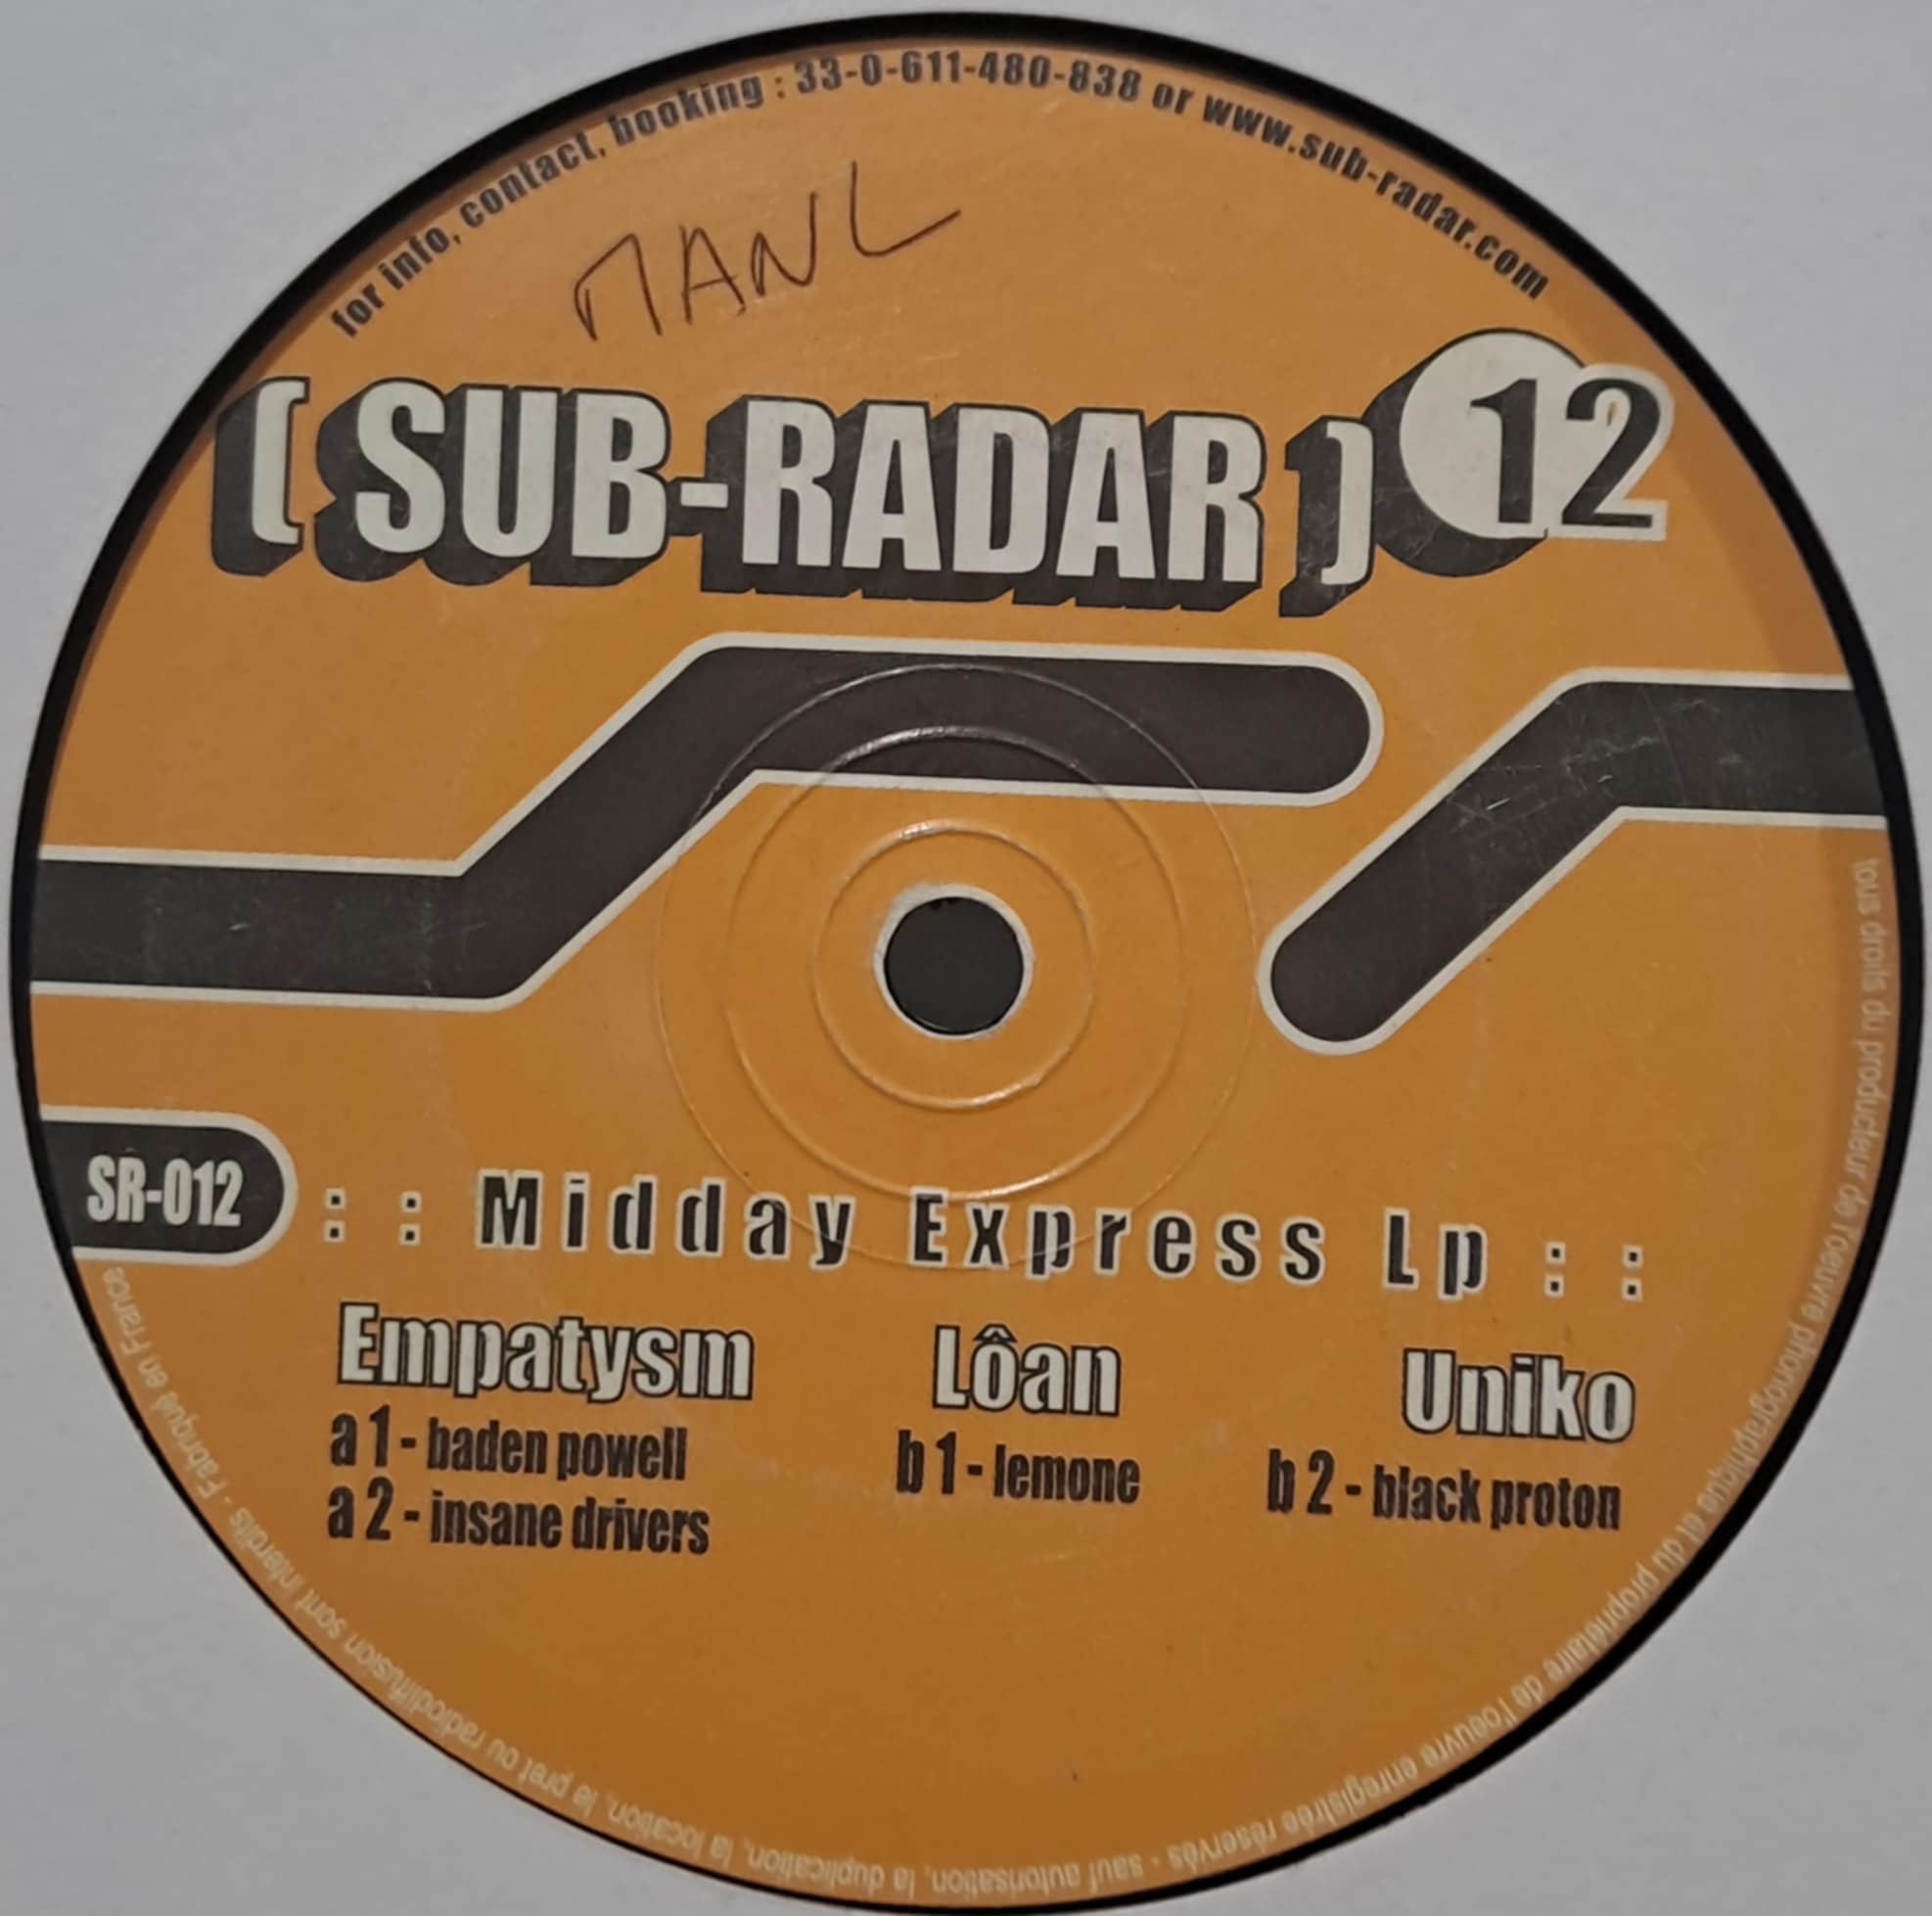 for info, contact, booking : 33-0-611-480-838 or www.sub-radar.com
MANL
( SUB-RADAR ) 12
SR-012
: : Midday Express Lp : :
Empatysm
a 1 - baden powell
a 2 - insane drivers
Lôan
b 1 - lemone
Uniko
b 2 - black proton
tous droits du producteur de l'oeuvre phonographique et du propriétaire de l'oeuvre enregistrée réservés - sauf autorisation, la duplication, la location, le pret ou radiodiffusion sont interdits - Fabriqué en France